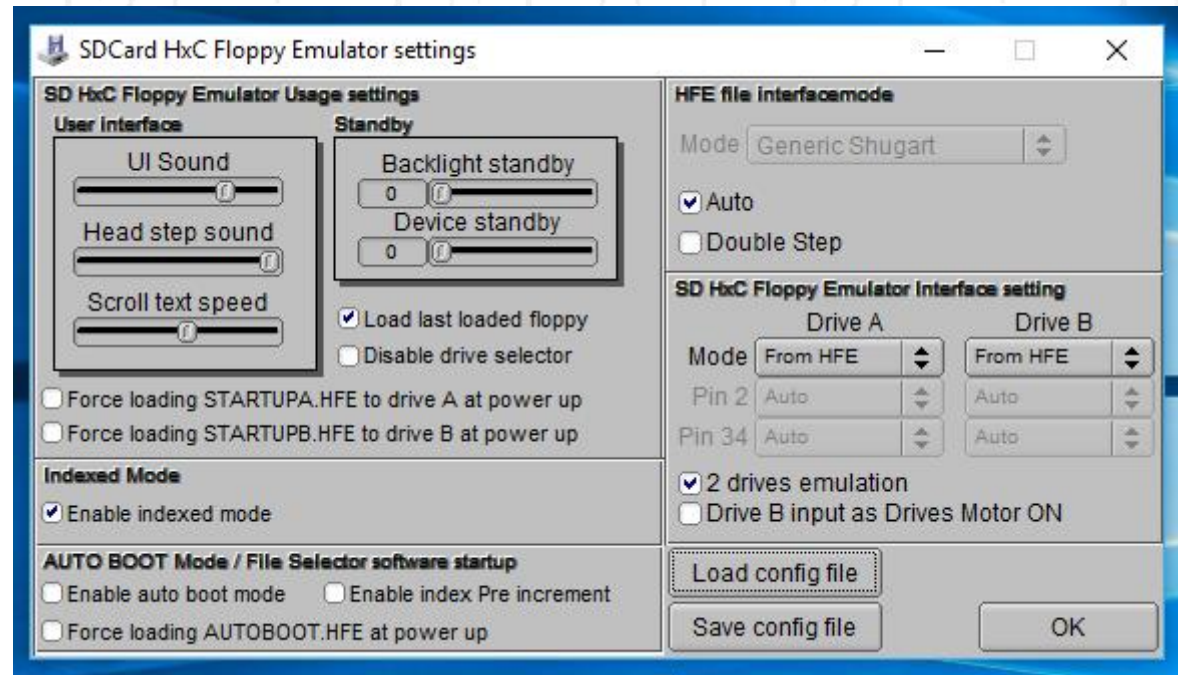 SDCard HxC Floppy Emulator settings
SD HxC Floppy Emulator Usage settings
User interface
UI Sound
Head step sound
Scroll text speed
Standby
Backlight standby
0
Device standby
0
Load last loaded floppy
Disable drive selector
Force loading STARTUPA.HFE to drive A at power up
Force loading STARTUPB.HFE to drive B at power up
Indexed Mode
Enable indexed mode
AUTO BOOT Mode / File Selector software startup
Enable auto boot mode Enable index Pre increment
Force loading AUTOBOOT.HFE at power up
HFE file interfacemode
Mode Generic Shugart
Auto
Double Step
SD HxC Floppy Emulator Interface setting
Drive A Drive B
Mode From HFE From HFE
Pin 2 Auto Auto
Pin 34 Auto Auto
2 drives emulation
Drive B input as Drives Motor ON
Load config file
Save config file OK